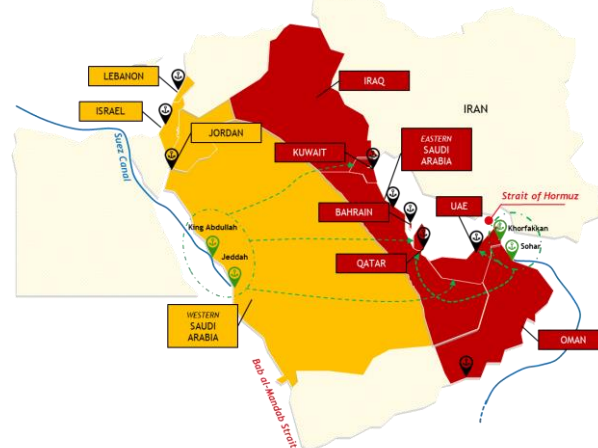 LEBANON
IRAQ
ISRAEL
IRAN
JORDAN
Suez Canal
KUWAIT
EASTERN
SAUDI
ARABIA
BAHRAIN
UAE
Strait of Hormuz
Khorfakkan
King Abdullah
Sohar
Jeddah
QATAR
WESTERN
SAUDI
ARABIA
OMAN
Bab al-Mandab Strait